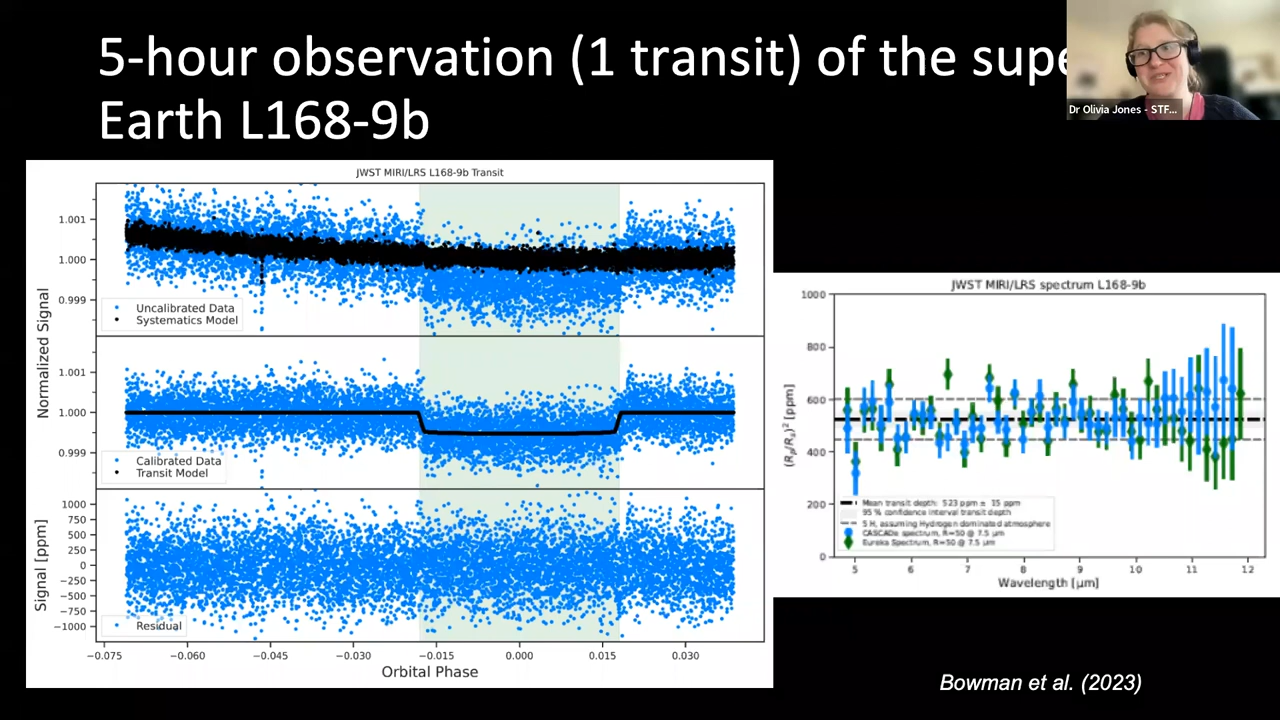 5-hour observation (1 transit) of the supe
Earth L168-9b
Dr Olivia Jones - STF...
JWST MIRI/LRS L168-9b Transit
Normalized Signal
1.001
1.000
0.999
Uncalibrated Data
Systematics Model
1.001
1.000
0.999
Calibrated Data
Transit Model
Signal [ppm]
1000
750
500
250
0
−250
−500
−750
−1000
Residual
−0.075 −0.060 −0.045 −0.030 −0.015 0.000 0.015 0.030
Orbital Phase
JWST MIRI/LRS spectrum L168-9b
(Rp/Rs)² [ppm]
1000
800
600
400
200
0
Mean transit depth: 523 ppm ± 15 ppm
95 % confidence interval transit depth
5 H, assuming Hydrogen dominated atmosphere
CASCADe spectrum, R=50 @ 7.5 µm
Eureka Spectrum, R=50 @ 7.5 µm
5 6 7 8 9 10 11 12
Wavelength [µm]
Bowman et al. (2023)